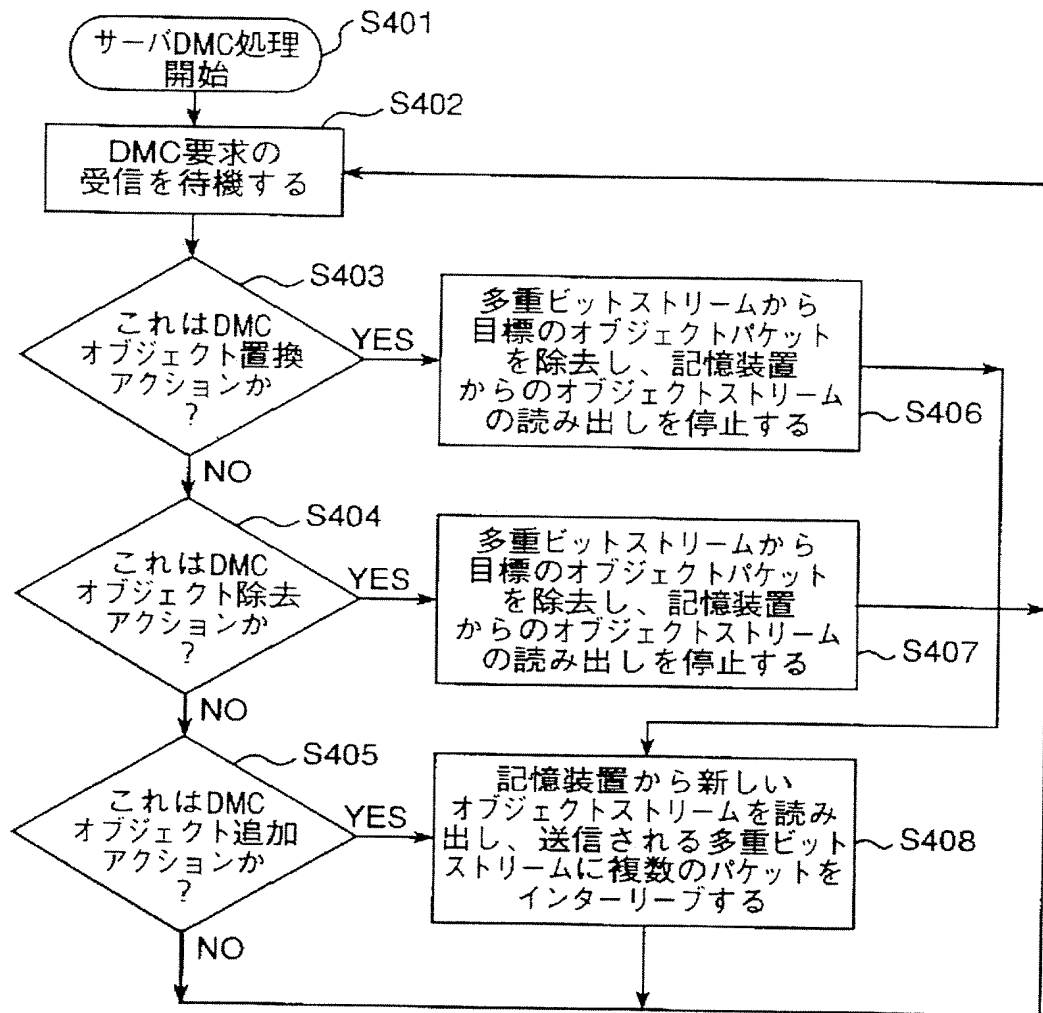 サーバDMC処理
開始
S401
DMC要求の
受信を待機する
S402
これはDMC
オブジェクト置換
アクションか
?
S403
YES
NO
多重ビットストリームから
目標のオブジェクトパケット
を除去し、記憶装置
からのオブジェクトストリーム
の読み出しを停止する
S406
これはDMC
オブジェクト除去
アクションか
?
S404
YES
NO
多重ビットストリームから
目標のオブジェクトパケット
を除去し、記憶装置
からのオブジェクトストリーム
の読み出しを停止する
S407
これはDMC
オブジェクト追加
アクションか
?
S405
YES
NO
記憶装置から新しい
オブジェクトストリームを読み
出し、送信される多重ビット
ストリームに複数のパケットを
インターリーブする
S408